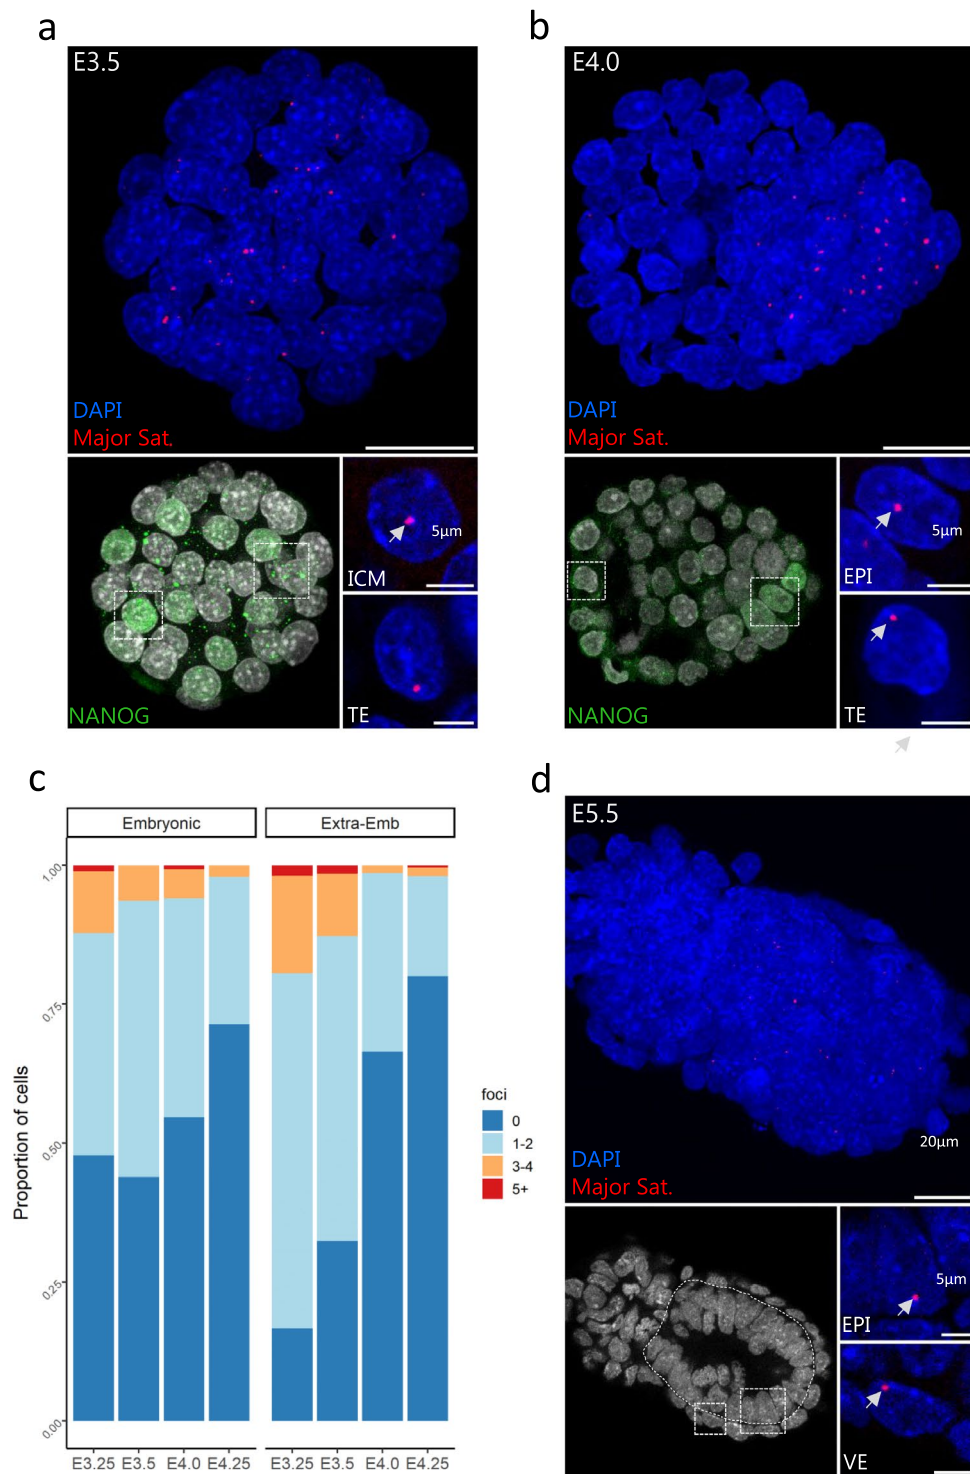 a
E3.5
DAPI
Major Sat.
NANOG
5µm
ICM
TE
b
E4.0
DAPI
Major Sat.
NANOG
5µm
EPI
TE
c
Embryonic
Extra-Emb
Proportion of cells
1.00
0.75
0.50
0.25
0.00
E3.25 E3.5 E4.0 E4.25
E3.25 E3.5 E4.0 E4.25
foci
0
1-2
3-4
5+
d
E5.5
20µm
DAPI
Major Sat.
5µm
EPI
VE